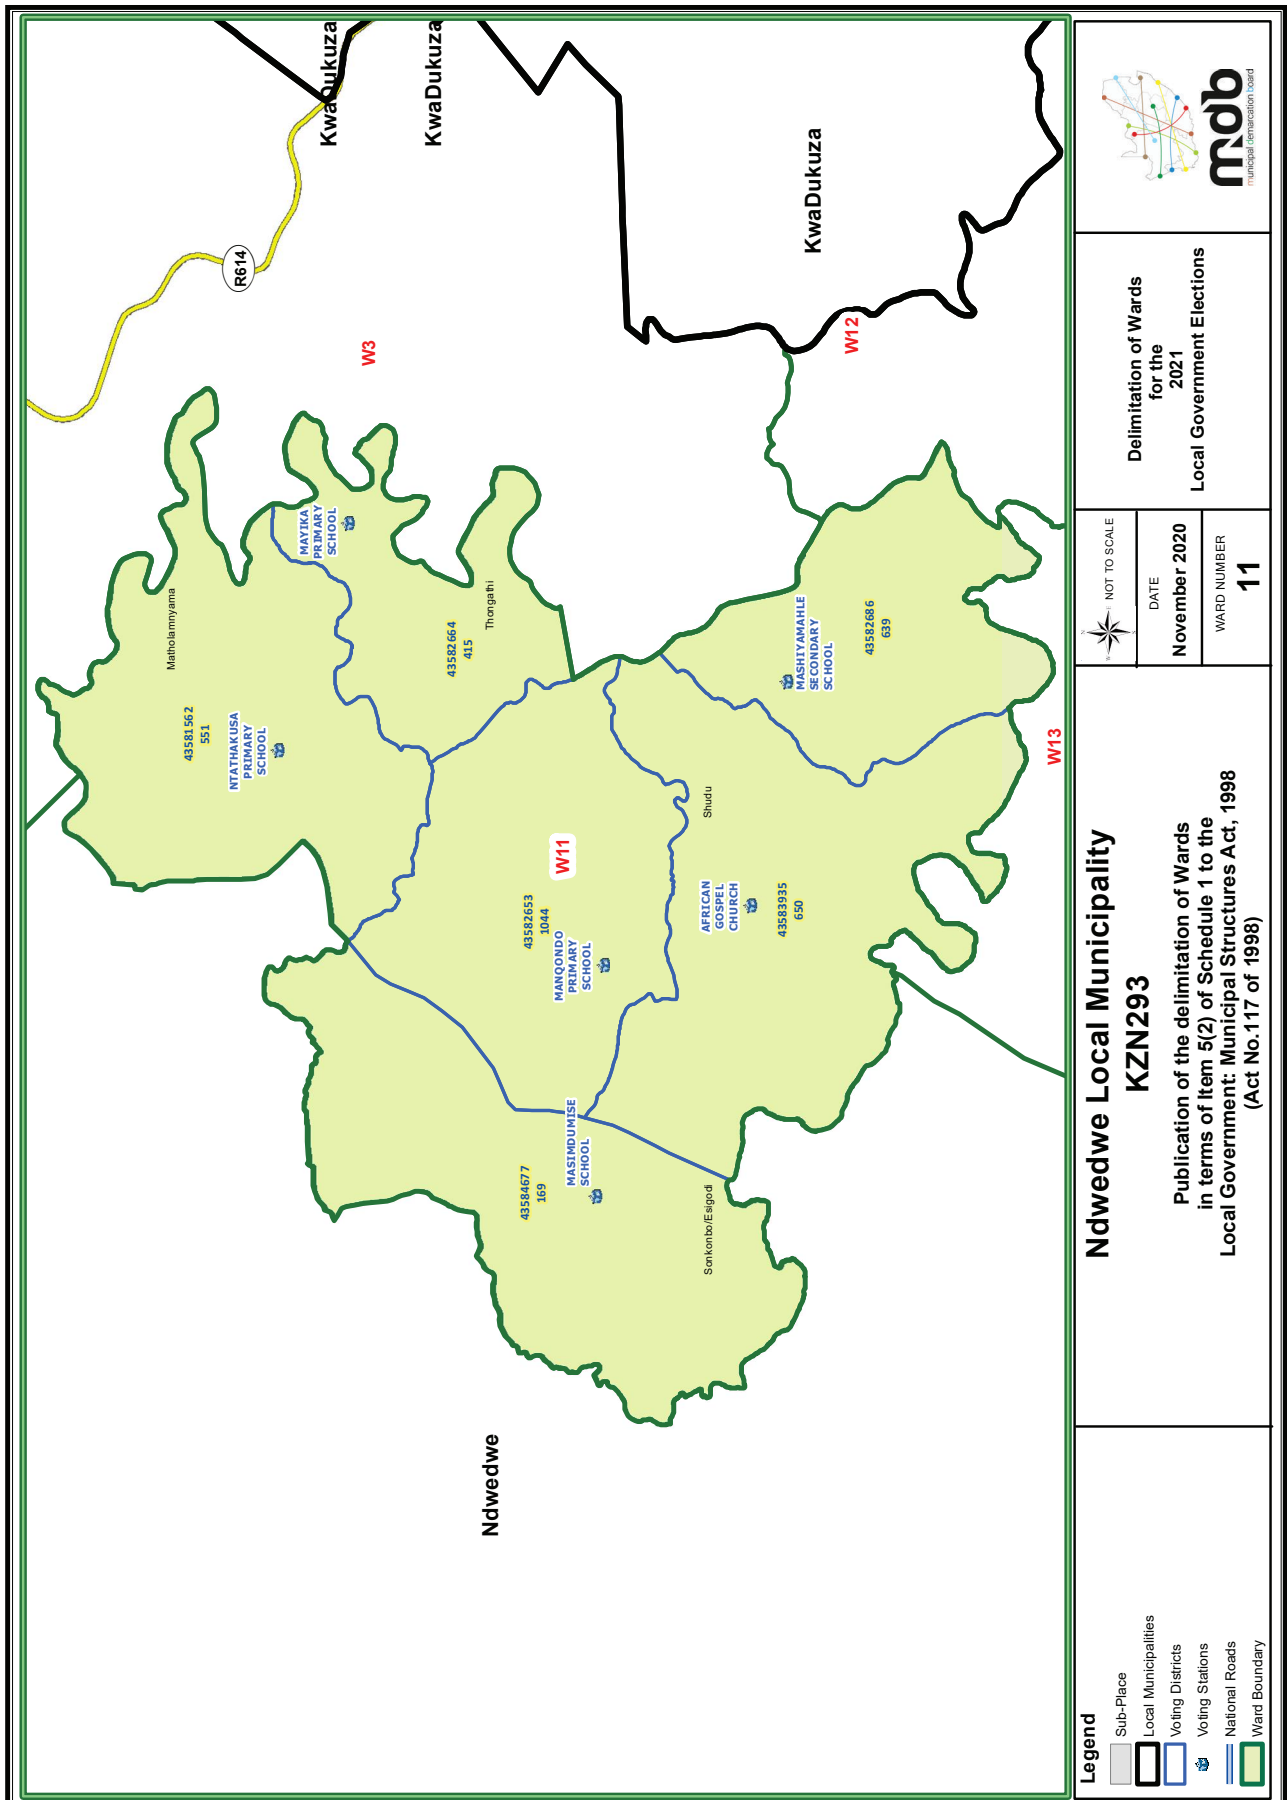 KwaDukuza
KwaDukuza
KwaDukuza
R614
W3
W12
Matholamnyama
MAYIKA
PRIMARY
SCHOOL
43582664
415
Thongathi
43581562
551
NTATHAKUSA
PRIMARY
SCHOOL
MASHIYAMAHLE
SECONDARY
SCHOOL
43582686
639
W13
W11
43582653
1044
MANQONDO
PRIMARY
SCHOOL
Shudu
AFRICAN
GOSPEL
CHURCH
43583935
650
43584677
169
MASIMDUMISE
SCHOOL
Sonkonbo/Esigodi
Ndwedwe
Legend
Sub-Place
Local Municipalities
Voting Districts
Voting Stations
National Roads
Ward Boundary
Ndwedwe Local Municipality
KZN293
Publication of the delimitation of Wards
in terms of Item 5(2) of Schedule 1 to the
Local Government: Municipal Structures Act, 1998
(Act No.117 of 1998)
N
E
S
W
NOT TO SCALE
DATE
November 2020
WARD NUMBER
11
Delimitation of Wards
for the
2021
Local Government Elections
mdb
municipal demarcation board